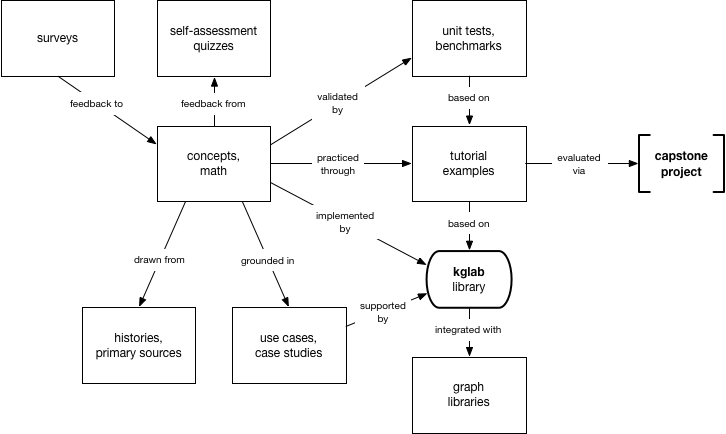 surveys
self-assessment
quizzes
unit tests,
benchmarks
feedback to
feedback from
validated
by
based on
concepts,
math
practiced
through
tutorial
examples
evaluated
via
capstone
project
implemented
by
based on
drawn from
grounded in
kglab
library
supported
by
integrated with
histories,
primary sources
use cases,
case studies
graph
libraries